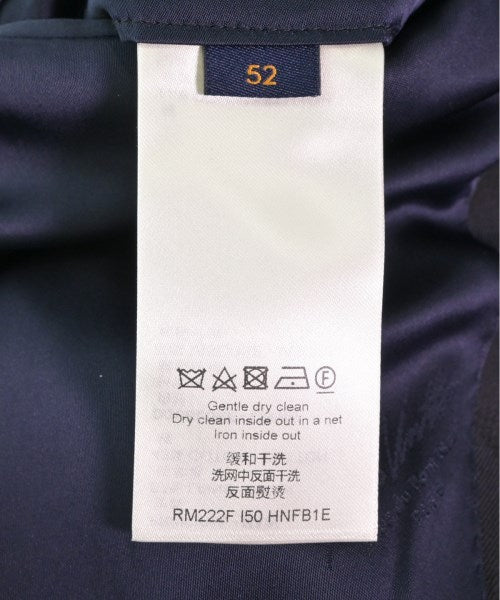 52
F
Gentle dry clean
Dry clean inside out in a net
Iron inside out
缓和干洗
洗网中反面干洗
反面熨烫
RM222F I50 HNFB1E